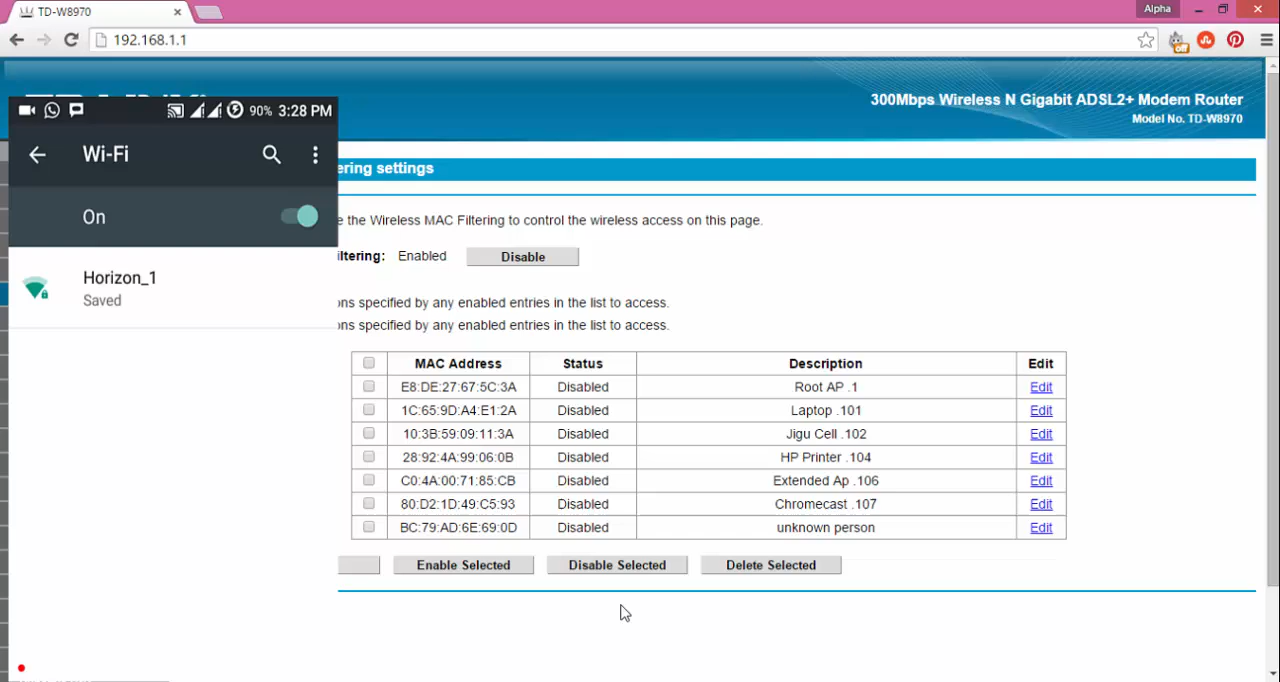 TD-W8970
Alpha
192.168.1.1
off
300Mbps Wireless N Gigabit ADSL2+ Modem Router
Model No. TD-W8970
90% 3:28 PM
Wi-Fi
On
Horizon_1
Saved
ering settings
e the Wireless MAC Filtering to control the wireless access on this page.
iltering: Enabled Disable
ons specified by any enabled entries in the list to access.
ons specified by any enabled entries in the list to access.
MAC Address Status Description Edit
E8:DE:27:67:5C:3A Disabled Root AP .1 Edit
1C:65:9D:A4:E1:2A Disabled Laptop .101 Edit
10:3B:59:09:11:3A Disabled Jigu Cell .102 Edit
28:92:4A:99:06:0B Disabled HP Printer .104 Edit
C0:4A:00:71:85:CB Disabled Extended Ap .106 Edit
80:D2:1D:49:C5:93 Disabled Chromecast .107 Edit
BC:79:AD:6E:69:0D Disabled unknown person Edit
Enable Selected Disable Selected Delete Selected